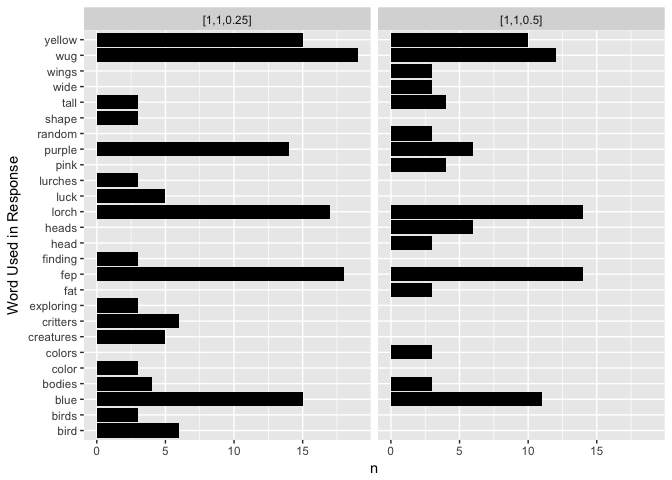 [1,1,0.25] [1,1,0.5]
yellow
wug
wings
wide
tall
shape
random
purple
pink
lurches
luck
lorch
heads
head
finding
fep
fat
exploring
critters
creatures
colors
color
bodies
blue
birds
bird
Word Used in Response
0 5 10 15 0 5 10 15
n